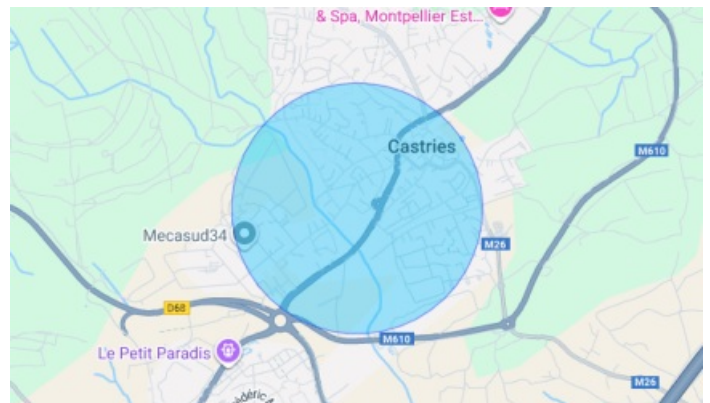 & Spa, Montpellier Est...
Castries
M610
Mecasud34
M26
D68
M610
Le Petit Paradis
M26